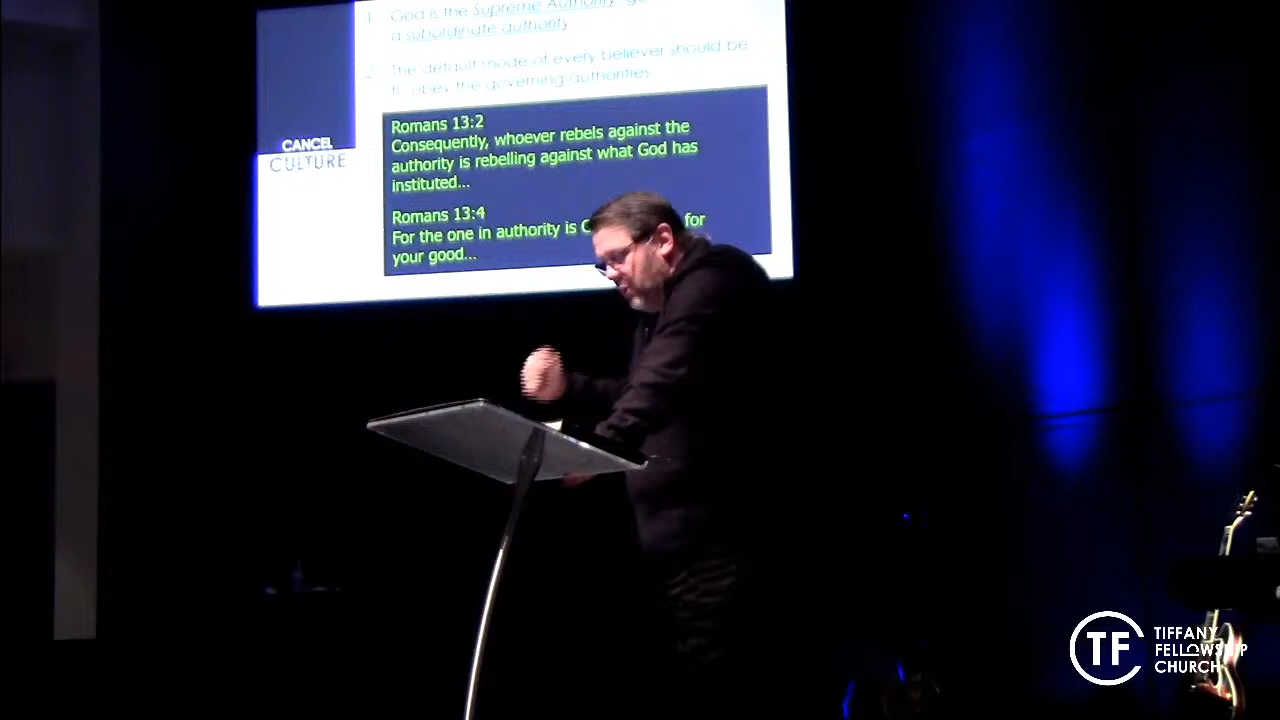 1. God is the Supreme Authority
a subordinate authority
2. The default mode of every believer should be
to obey the governing authorities
CANCEL
CULTURE
Romans 13:2
Consequently, whoever rebels against the
authority is rebelling against what God has
instituted...
Romans 13:4
For the one in authority is for
your good...
TF
TIFFANY
FELLOWSHIP
CHURCH